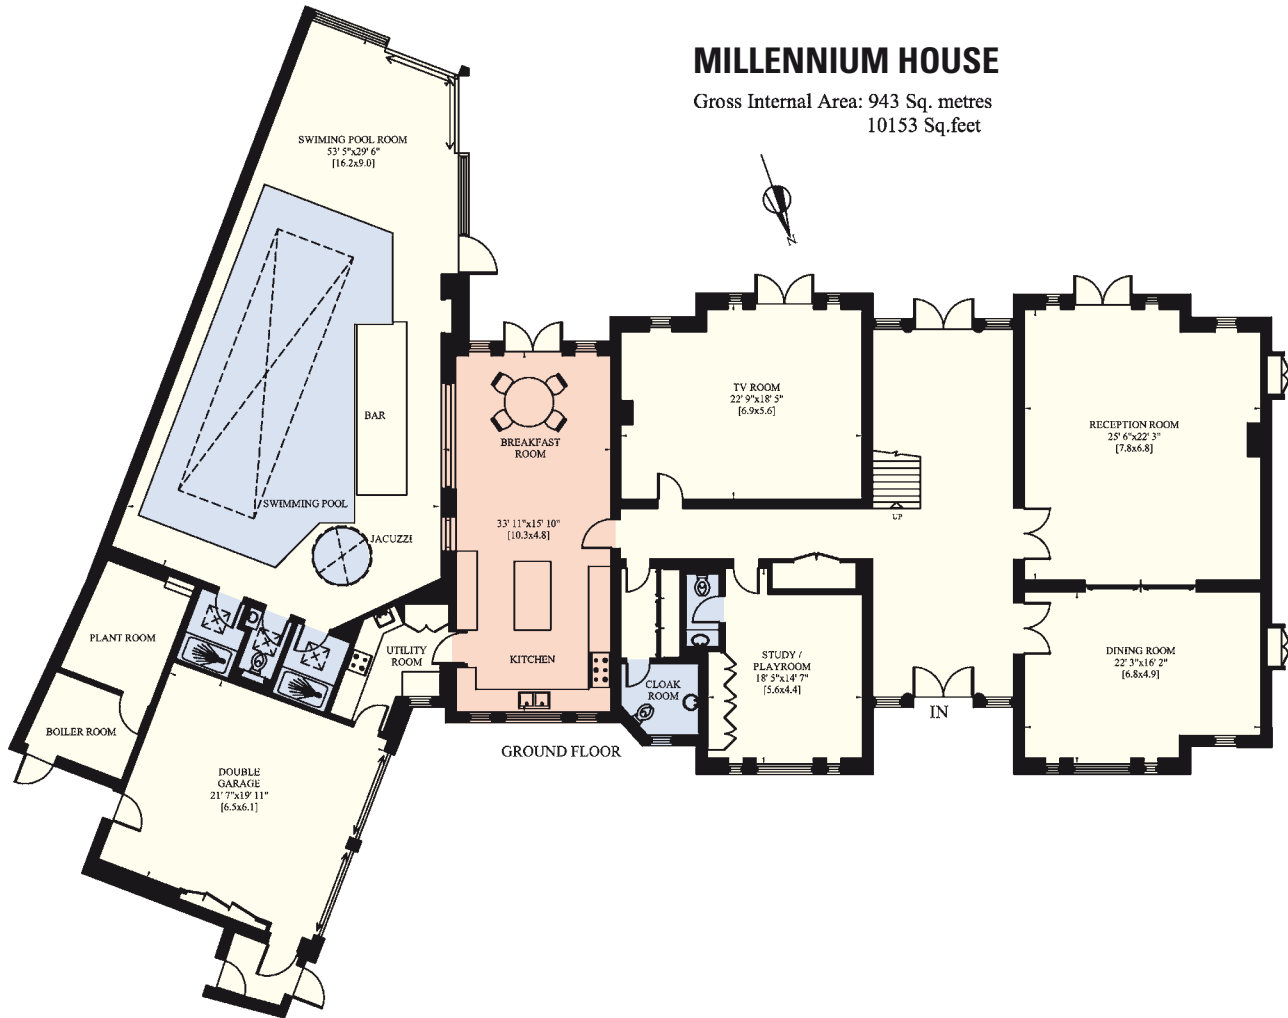 MILLENNIUM HOUSE
Gross Internal Area: 943 Sq. metres
10153 Sq.feet
N
SWIMING POOL ROOM
53' 5"x29' 6"
[16.2x9.0]
BAR
SWIMMING POOL
JACUZZI
BREAKFAST
ROOM
33' 11"x15' 10"
[10.3x4.8]
KITCHEN
TV ROOM
22' 9"x18' 5"
[6.9x5.6]
UP
RECEPTION ROOM
25' 6"x22' 3"
[7.8x6.8]
PLANT ROOM
BOILER ROOM
UTILITY
ROOM
CLOAK
ROOM
STUDY /
PLAYROOM
18' 5"x14' 7"
[5.6x4.4]
DINING ROOM
22' 3"x16' 2"
[6.8x4.9]
IN
GROUND FLOOR
DOUBLE
GARAGE
21' 7"x19' 11"
[6.5x6.1]